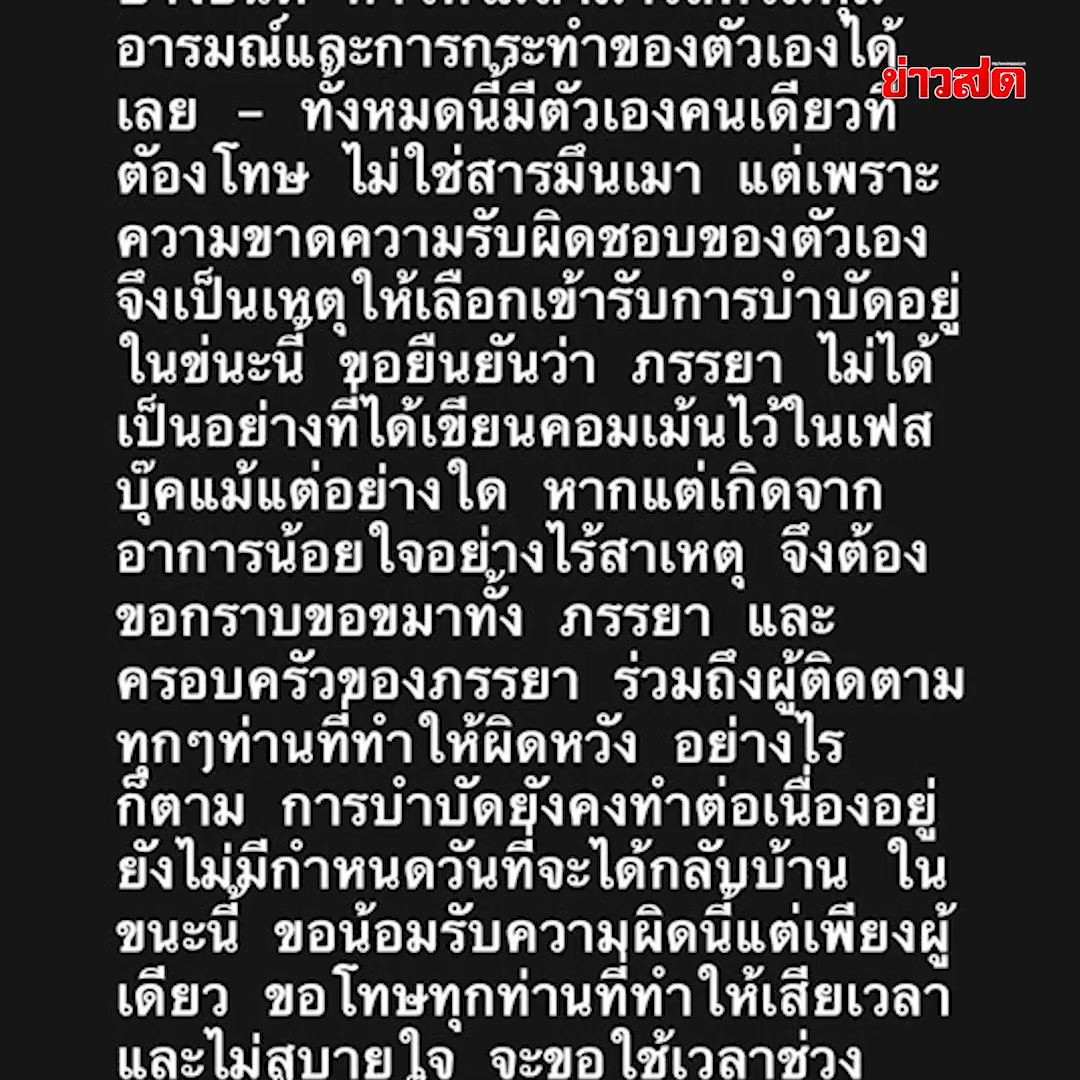 อารมณ์และการกระทำของตัวเองได้
ข่าวสด
เลย - ทั้งหมดนี้มีตัวเองคนเดียวที่
ต้องโทษ ไม่ใช่สารมึนเมา แต่เพราะ
ความขาดความรับผิดชอบของตัวเอง
จึงเป็นเหตุให้เลือกเข้ารับการบำบัดอยู่
ในข่นะนี้ ขอยืนยันว่า ภรรยา ไม่ได้
เป็นอย่างที่ได้เขียนคอมเม้นไว้ในเฟส
บุ๊คแม้แต่อย่างใด หากแต่เกิดจาก
อาการน้อยใจอย่างไร้สาเหตุ จึงต้อง
ขอกราบขอขมาทั้ง ภรรยา และ
ครอบครัวของภรรยา ร่วมถึงผู้ติดตาม
ทุกๆท่านที่ทำให้ผิดหวัง อย่างไร
ก็ตาม การบำบัดยังคงทำต่อเนื่องอยู่
ยังไม่มีกำหนดวันที่จะได้กลับบ้าน ใน
ขนะนี้ ขอน้อมรับความผิดนี้แต่เพียงผู้
เดียว ขอโทษทุกท่านที่ทำให้เสียเวลา
และไม่สบายใจ จะขอใช้เวลาช่วง